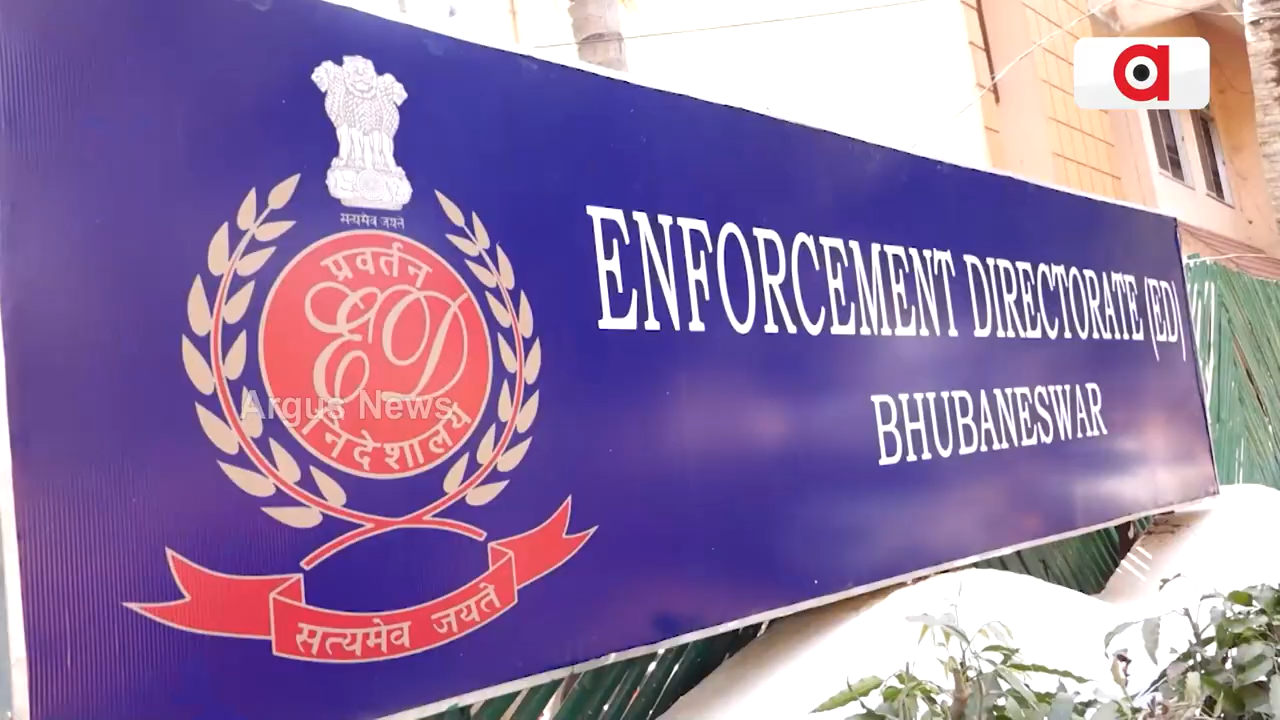 a
सत्यमेव जयते
प्रवर्तन
ED
निदेशालय
Argus News
सत्यमेव जयते
ENFORCEMENT DIRECTORATE (ED)
BHUBANESWAR